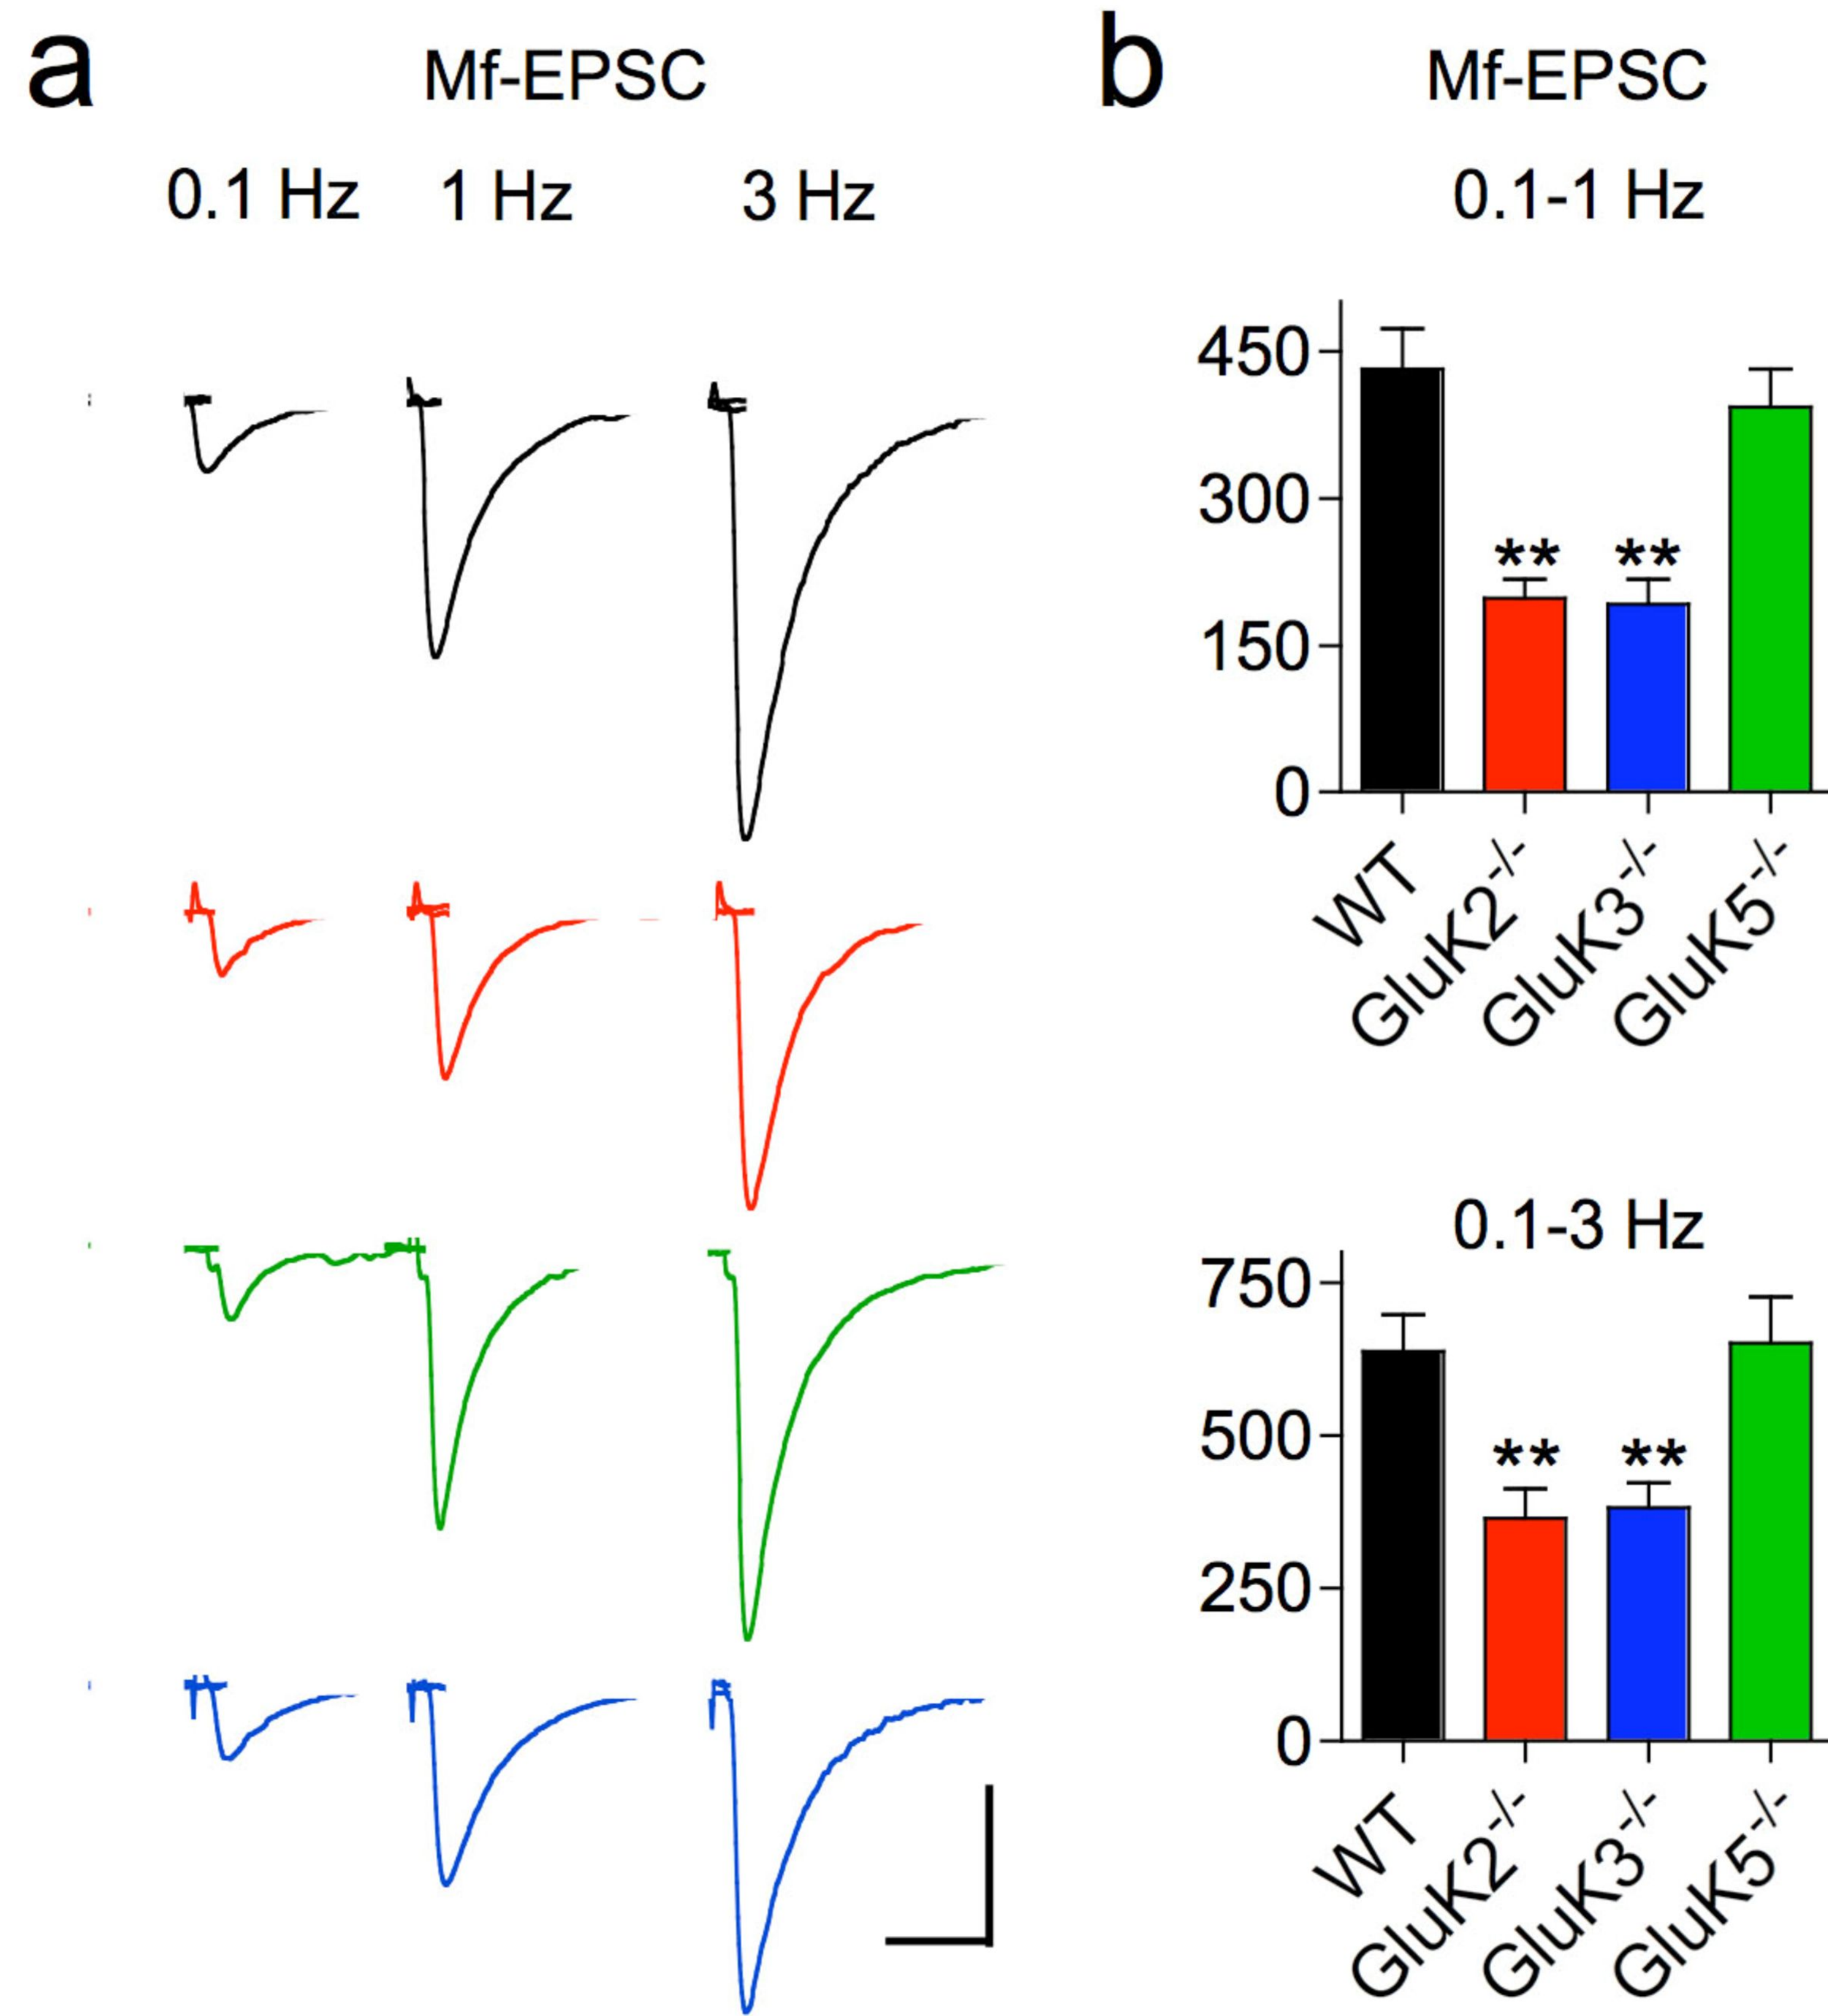 a
Mf-EPSC
0.1 Hz 1 Hz 3 Hz
b
Mf-EPSC
0.1-1 Hz
450
300
150
0
** **
WT GluK2-/- GluK3-/- GluK5-/-
0.1-3 Hz
750
500
250
0
** **
WT GluK2-/- GluK3-/- GluK5-/-